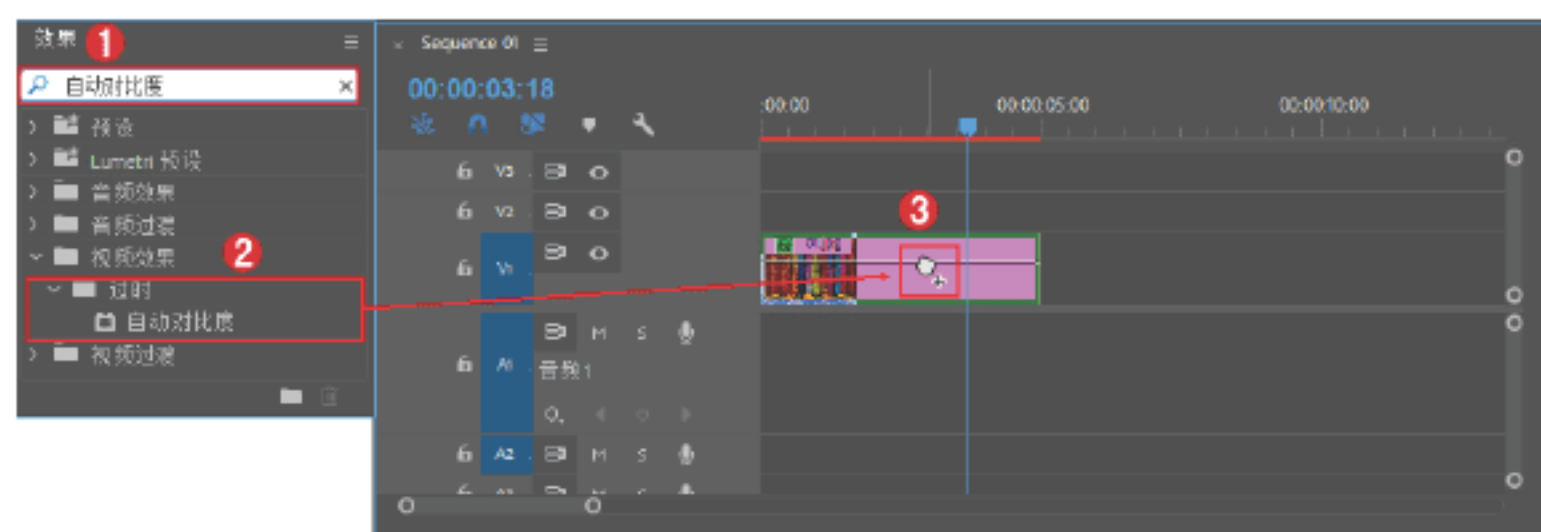 效果 1
自动对比度
预设
Lumetri 预设
音频效果
音频过渡
视频效果 2
过时
自动对比度
视频过渡
Sequence 01
00:00:03:18
:00:00 00:00:05:00 00:00:10:00
V3
V2
3
V1
M S
A1
音频 1
A2 M S